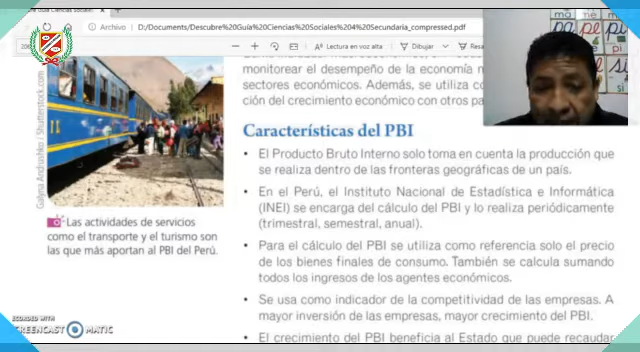 Archivo
D:/Documents/Descubre%20Guía%20Ciencias%20Sociales%204%20Secundaria_compressed.pdf
Lectura en voz alta
Dibujar
monitorear el desempeño de la economía
sectores económicos. Además, se utiliza
ción del crecimiento económico con otros
Características del PBI
• El Producto Bruto Interno solo toma en cuenta la producción que
se realiza dentro de las fronteras geográficas de un país.
• En el Perú, el Instituto Nacional de Estadística e Informática
(INEI) se encarga del cálculo del PBI y lo realiza periódicamente
(trimestral, semestral, anual).
• Para el cálculo del PBI se utiliza como referencia solo el precio
de los bienes finales de consumo. También se calcula sumando
todos los ingresos de los agentes económicos.
• Se usa como indicador de la competitividad de las empresas. A
mayor inversión de las empresas, mayor crecimiento del PBI.
• El crecimiento del PBI beneficia al Estado que puede recaudar
Galyna Andrushko / Shutterstock.com
Las actividades de servicios
como el transporte y el turismo son
las que más aportan al PBI del Perú.
RECORDED WITH
SCREENCAST MATIC
ma me mi
pe pi
si